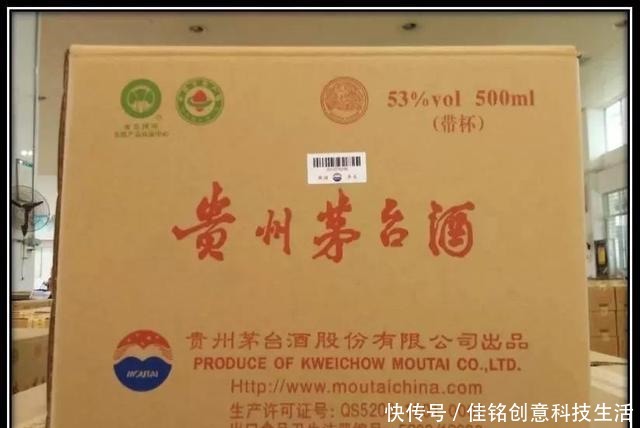 53%vol 500ml
(带杯)
贵州茅台酒
MOUTAI
贵州茅台酒股份有限公司出品
PRODUCE OF KWEICHOW MOUTAI CO.,LTD.
Http://www.moutaichina.com
生产许可证号: QS520
快传号/佳铭创意科技生活